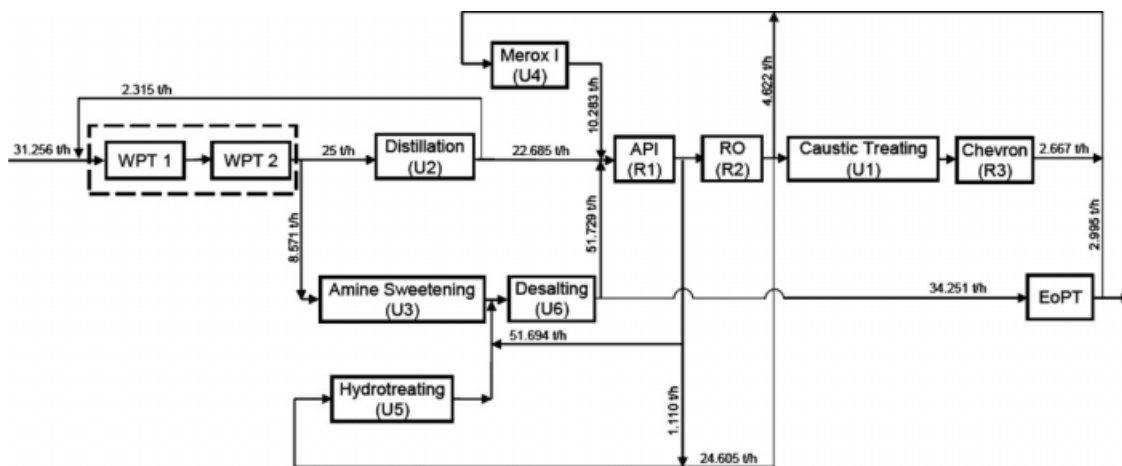 Merox I
(U4)
2.315 t/h
10.283 t/h
4.622 t/h
31.256 t/h
WPT 1
WPT 2
25 t/h
Distillation
(U2)
22.685 t/h
API
(R1)
RO
(R2)
Caustic Treating
(U1)
Chevron
(R3)
2.667 t/h
8.571 t/h
51.729 t/h
2.995 t/h
Amine Sweetening
(U3)
Desalting
(U6)
34.251 t/h
EoPT
51.694 t/h
Hydrotreating
(U5)
1.110 t/h
24.605 t/h